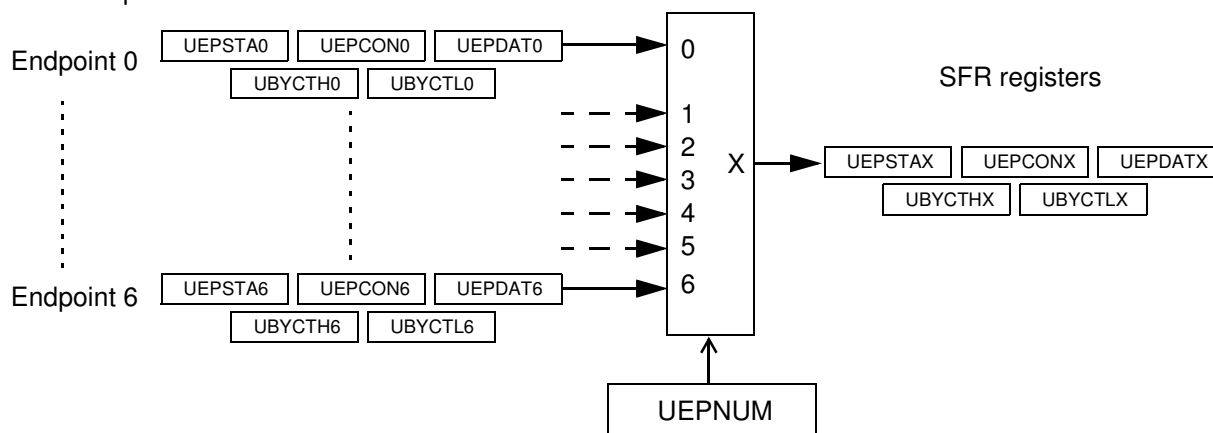 Endpoint 0
UEPSTA0 UEPCON0 UEPDAT0
UBYCTH0 UBYCTL0
0
1
2
3
4
5
6
X
SFR registers
UEPSTAX UEPCONX UEPDATX
UBYCTHX UBYCTLX
Endpoint 6
UEPSTA6 UEPCON6 UEPDAT6
UBYCTH6 UBYCTL6
UEPNUM